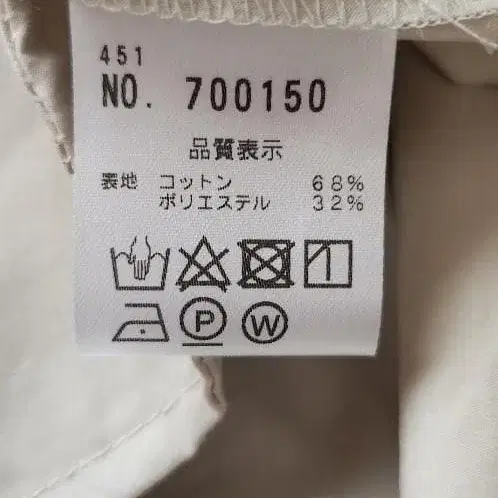 451
NO. 700150
品質表示
表地 コットン 68%
ポリエステル 32%
P W